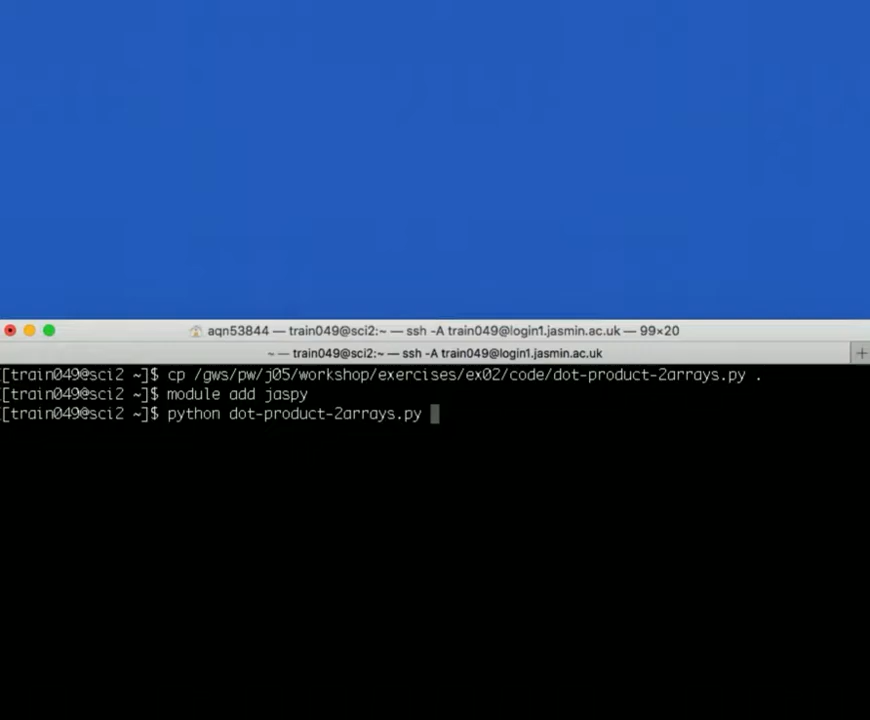 aqn53844 — train049@sci2:~ — ssh -A train049@login1.jasmin.ac.uk — 99×20
~ — train049@sci2:~ — ssh -A train049@login1.jasmin.ac.uk
+
[[train049@sci2 ~]$ cp /gws/pw/j05/workshop/exercises/ex02/code/dot-product-2arrays.py .
[[train049@sci2 ~]$ module add jaspy
[[train049@sci2 ~]$ python dot-product-2arrays.py